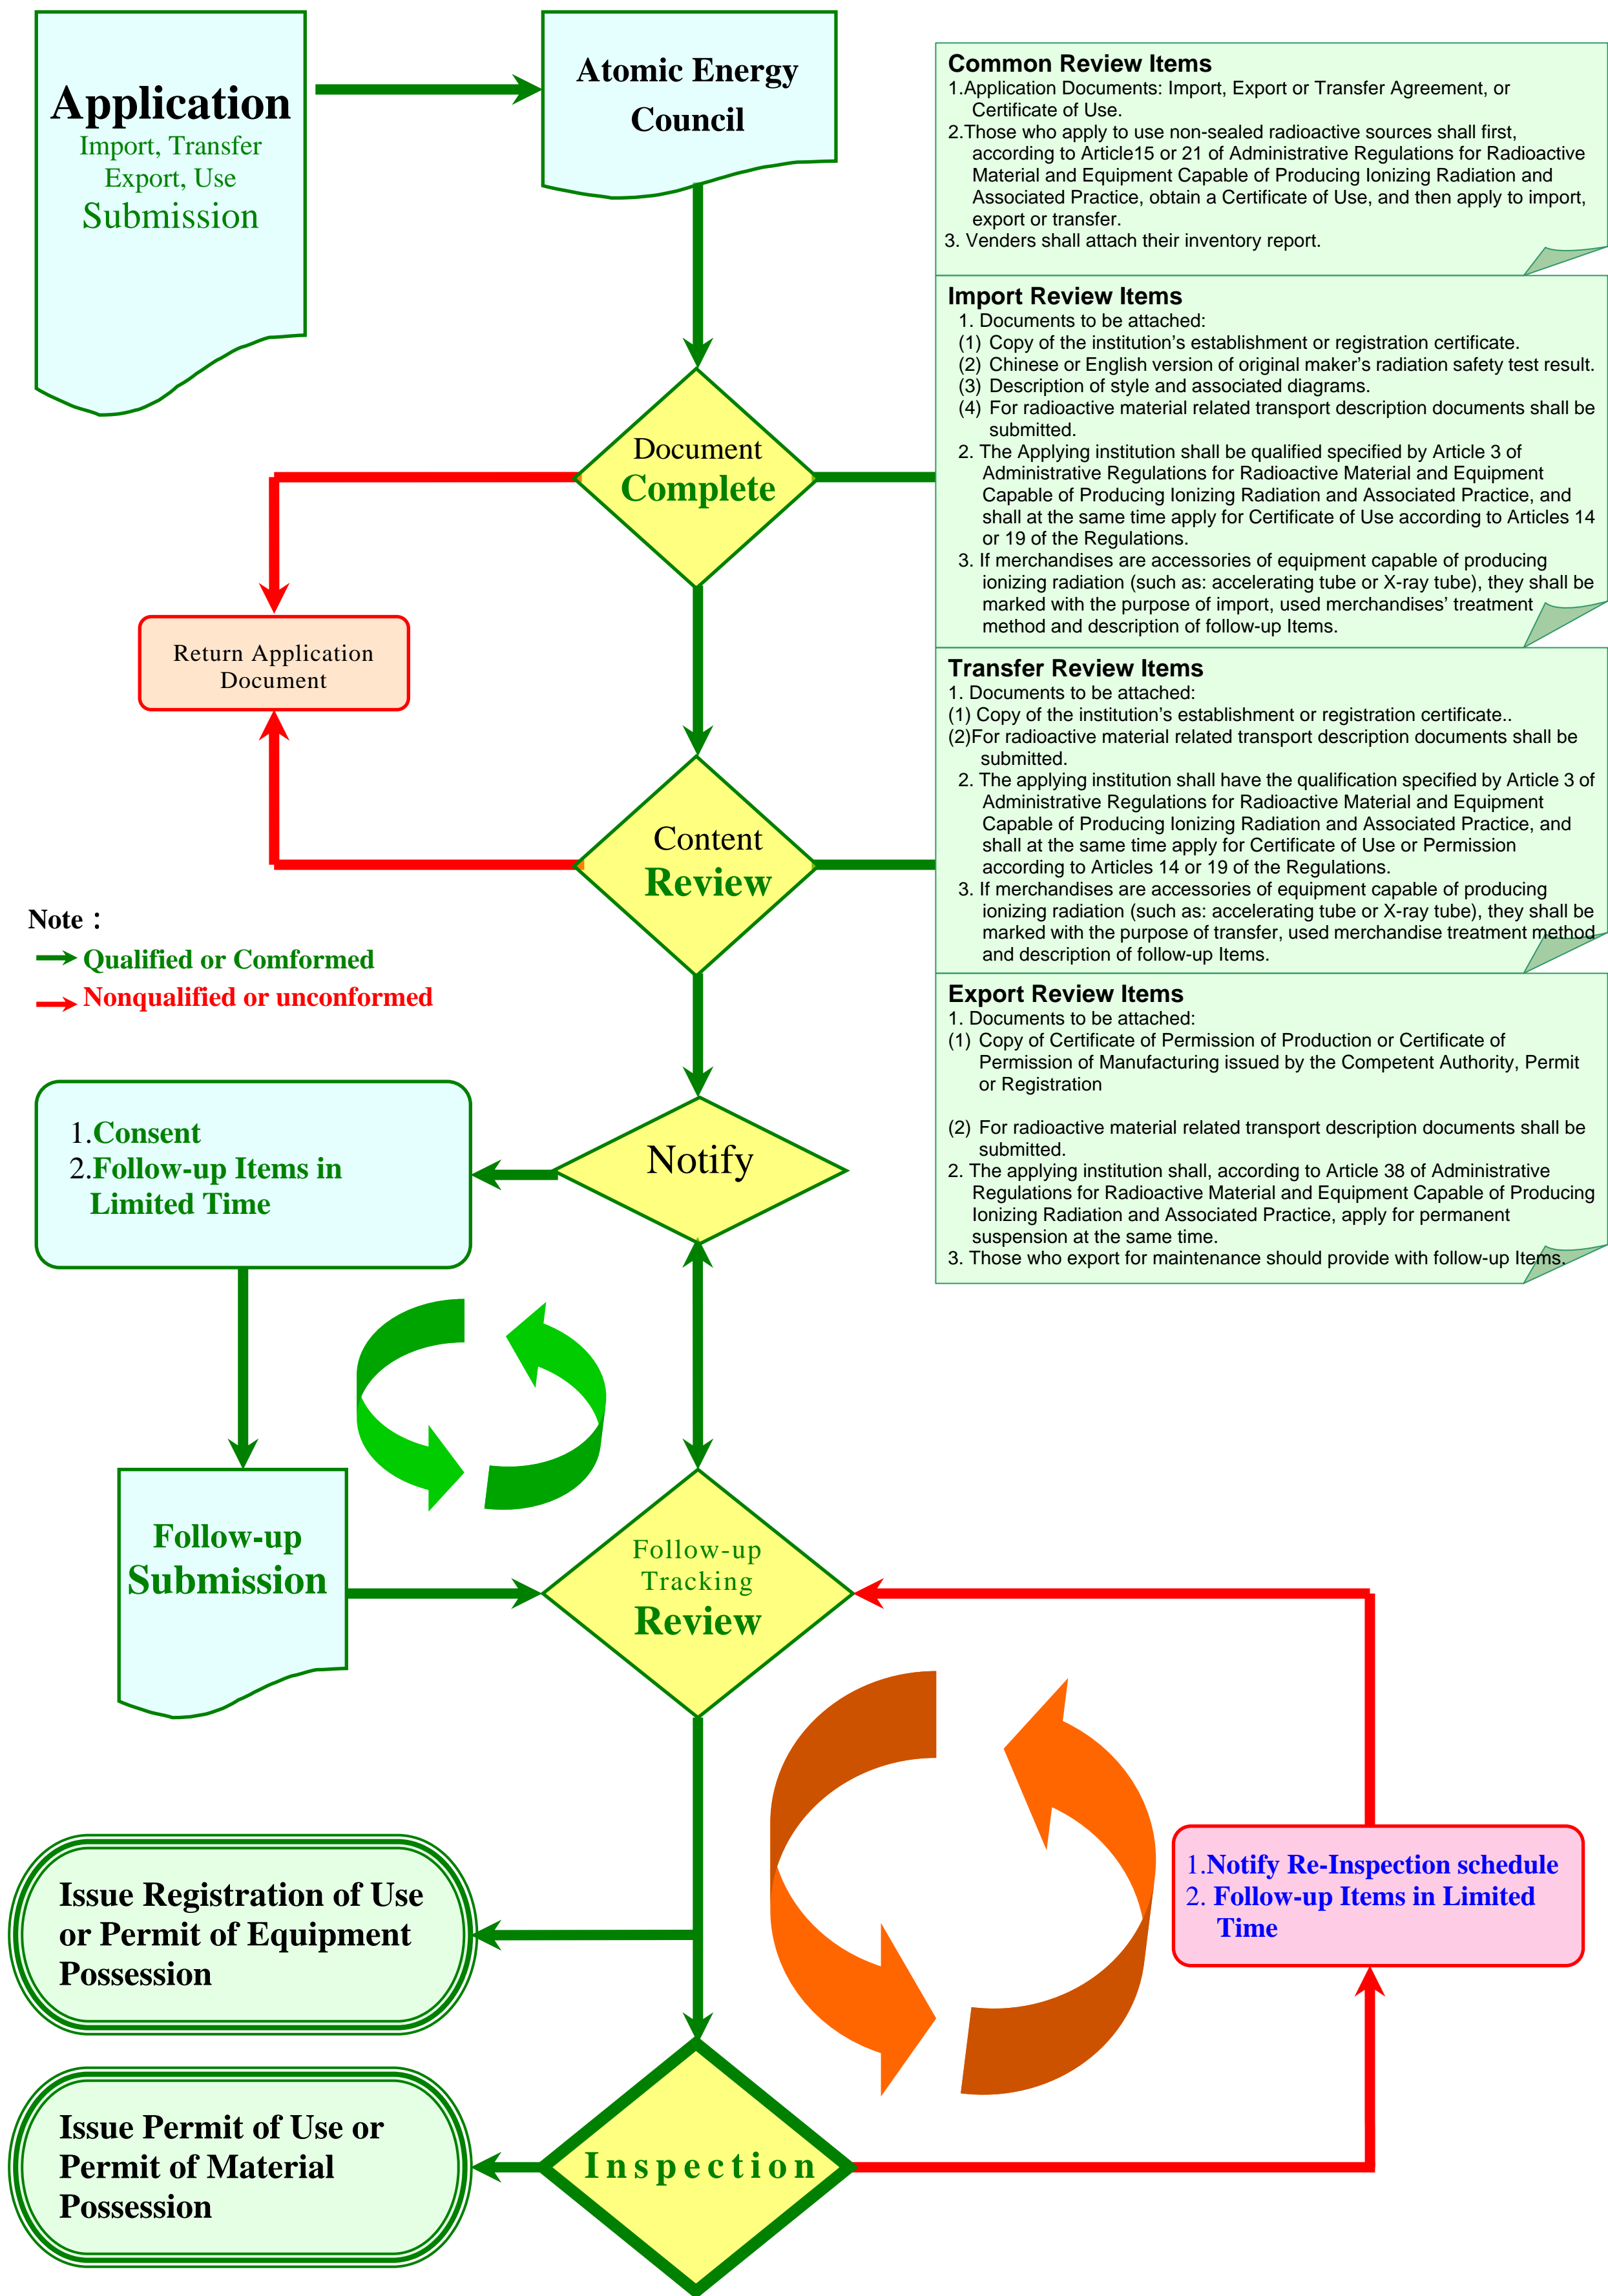 Application
Import, Transfer
Export, Use
Submission
Atomic Energy
Council
Common Review Items
1.Application Documents: Import, Export or Transfer Agreement, or
Certificate of Use.
2.Those who apply to use non-sealed radioactive sources shall first,
according to Article15 or 21 of Administrative Regulations for Radioactive
Material and Equipment Capable of Producing Ionizing Radiation and
Associated Practice, obtain a Certificate of Use, and then apply to import,
export or transfer.
3. Venders shall attach their inventory report.
Import Review Items
1. Documents to be attached:
(1) Copy of the institution's establishment or registration certificate.
(2) Chinese or English version of original maker's radiation safety test result.
(3) Description of style and associated diagrams.
(4) For radioactive material related transport description documents shall be
submitted.
2. The Applying institution shall be qualified specified by Article 3 of
Administrative Regulations for Radioactive Material and Equipment
Capable of Producing Ionizing Radiation and Associated Practice, and
shall at the same time apply for Certificate of Use according to Articles 14
or 19 of the Regulations.
3. If merchandises are accessories of equipment capable of producing
ionizing radiation (such as: accelerating tube or X-ray tube), they shall be
marked with the purpose of import, used merchandises' treatment
method and description of follow-up Items.
Transfer Review Items
1. Documents to be attached:
(1) Copy of the institution's establishment or registration certificate..
(2)For radioactive material related transport description documents shall be
submitted.
2. The applying institution shall have the qualification specified by Article 3 of
Administrative Regulations for Radioactive Material and Equipment
Capable of Producing Ionizing Radiation and Associated Practice, and
shall at the same time apply for Certificate of Use or Permission
according to Articles 14 or 19 of the Regulations.
3. If merchandises are accessories of equipment capable of producing
ionizing radiation (such as: accelerating tube or X-ray tube), they shall be
marked with the purpose of transfer, used merchandise treatment method
and description of follow-up Items.
Export Review Items
1. Documents to be attached:
(1) Copy of Certificate of Permission of Production or Certificate of
Permission of Manufacturing issued by the Competent Authority, Permit
or Registration
(2) For radioactive material related transport description documents shall be
submitted.
2. The applying institution shall, according to Article 38 of Administrative
Regulations for Radioactive Material and Equipment Capable of Producing
Ionizing Radiation and Associated Practice, apply for permanent
suspension at the same time.
3. Those who export for maintenance should provide with follow-up Items.
Document
Complete
Return Application
Document
Content
Review
Note：
Qualified or Comformed
Nonqualified or unconformed
Notify
1.Consent
2.Follow-up Items in
Limited Time
Follow-up
Submission
Follow-up
Tracking
Review
1.Notify Re-Inspection schedule
2. Follow-up Items in Limited
Time
Issue Registration of Use
or Permit of Equipment
Possession
Issue Permit of Use or
Permit of Material
Possession
Inspection